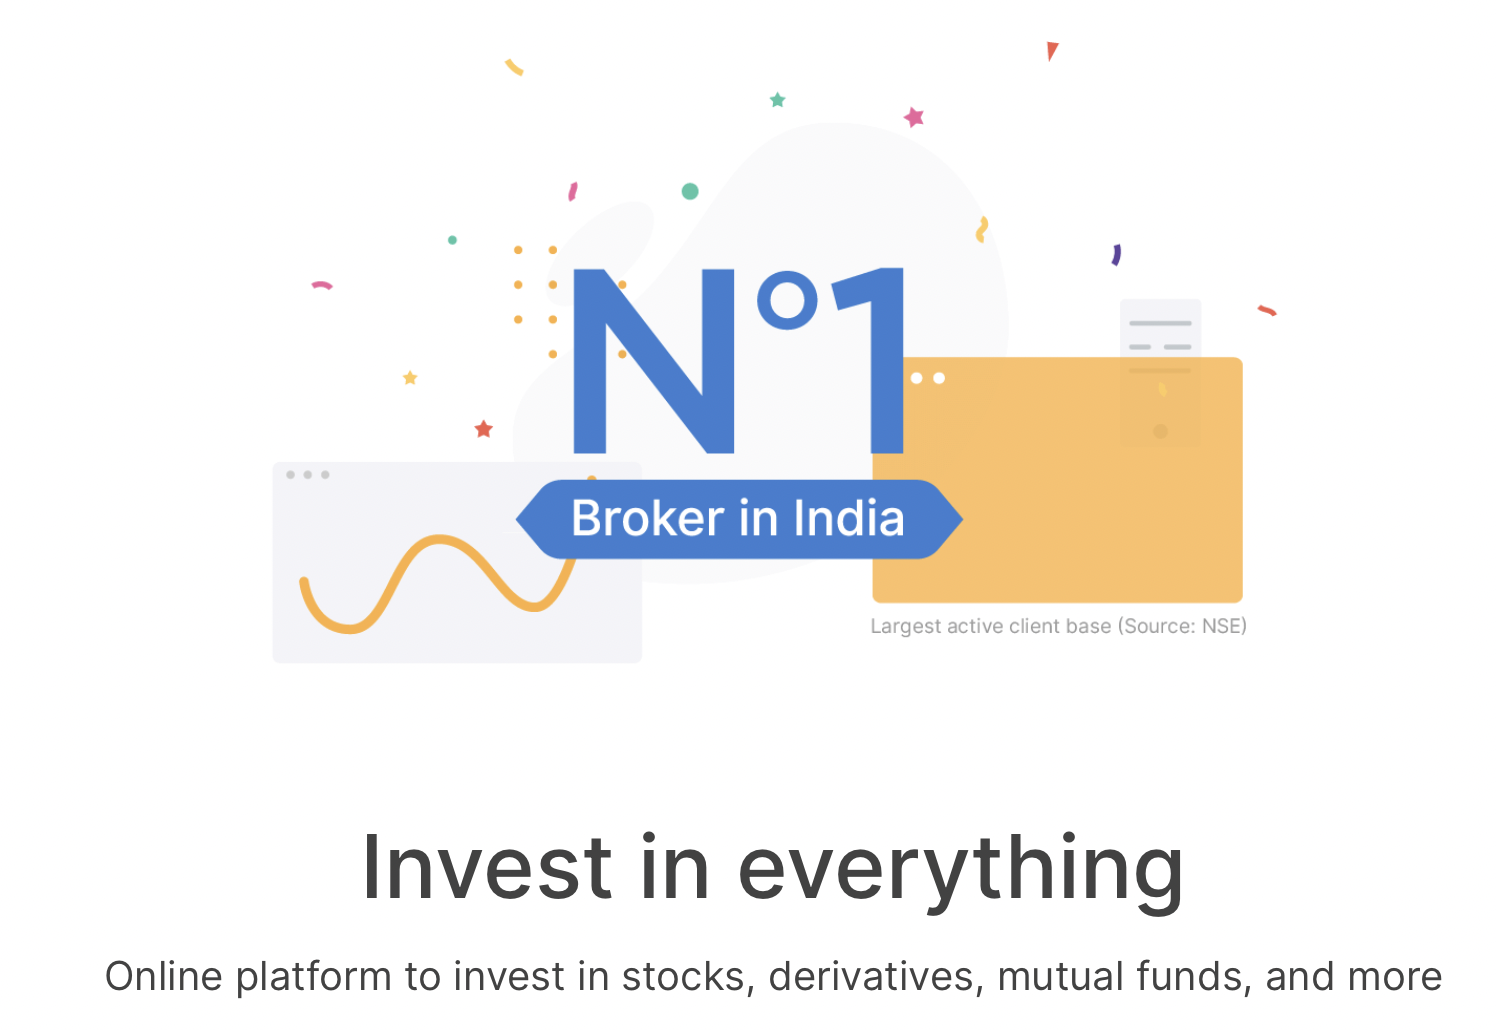 N°1
Broker in India
Largest active client base (Source: NSE)
Invest in everything
Online platform to invest in stocks, derivatives, mutual funds, and more